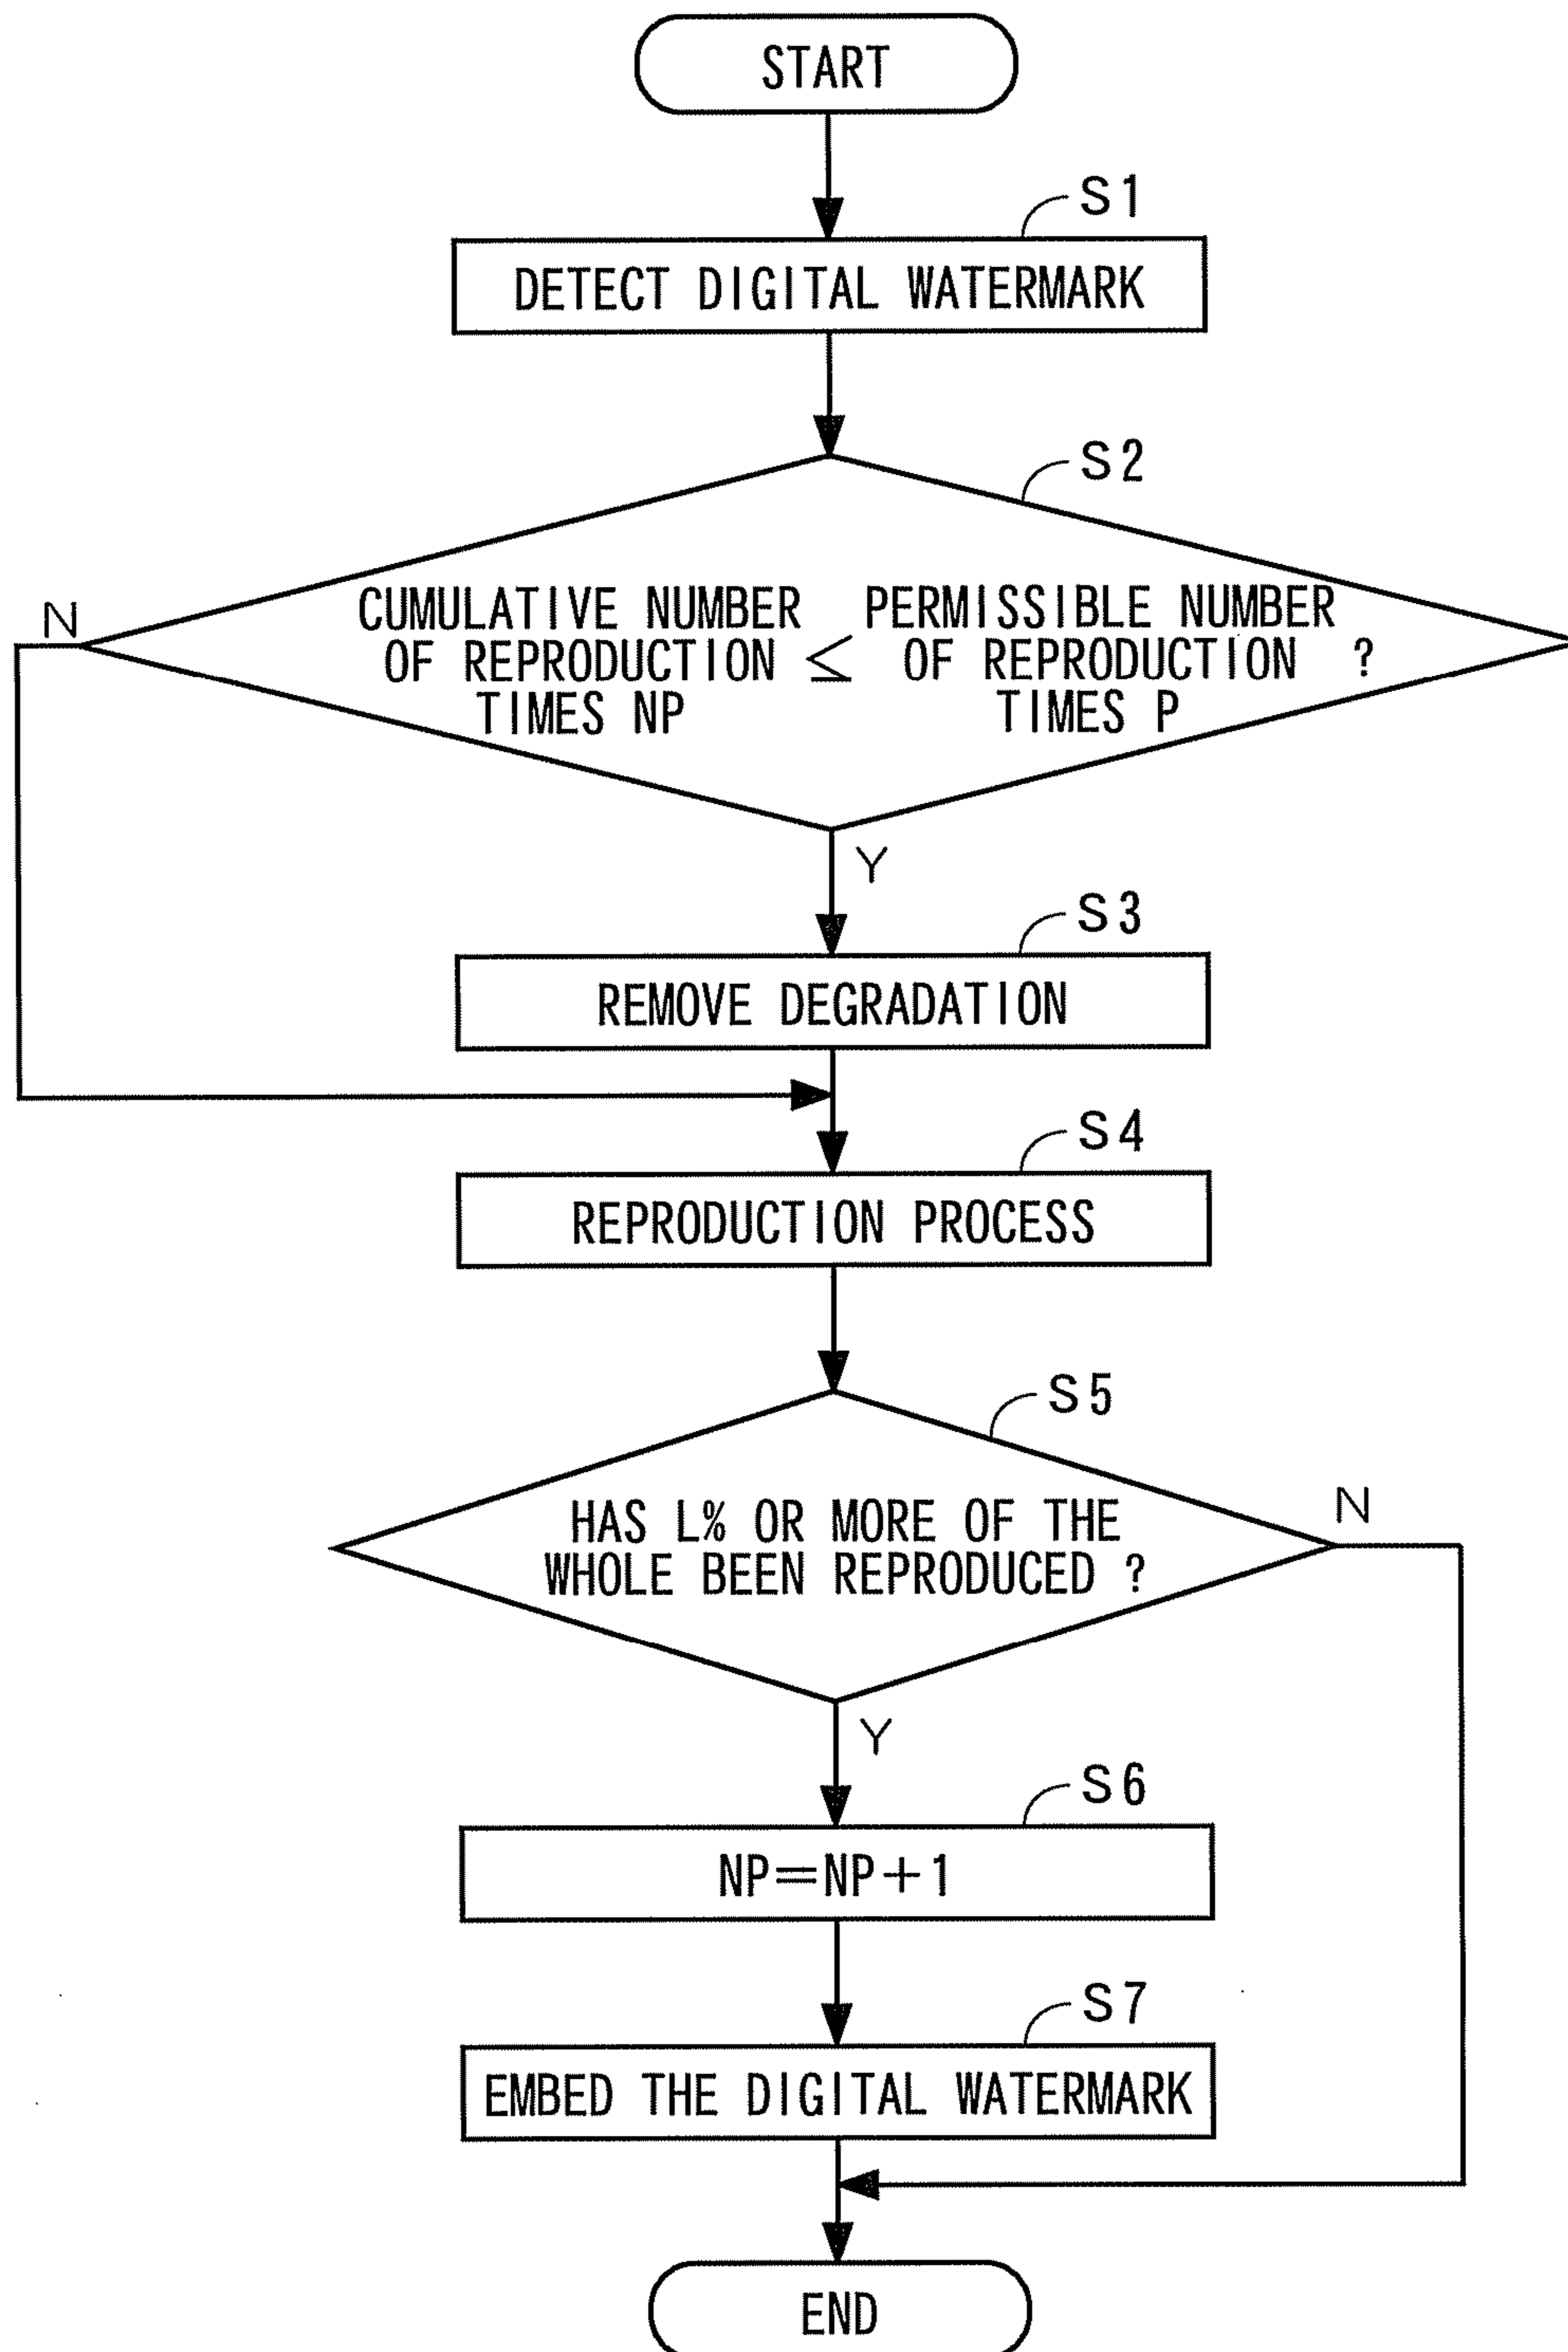 START
S1
DETECT DIGITAL WATERMARK
S2
N
CUMULATIVE NUMBER
OF REPRODUCTION
TIMES NP
≤
PERMISSIBLE NUMBER
OF REPRODUCTION
TIMES P
?
Y
S3
REMOVE DEGRADATION
S4
REPRODUCTION PROCESS
S5
HAS L% OR MORE OF THE
WHOLE BEEN REPRODUCED ?
N
Y
S6
NP=NP+1
S7
EMBED THE DIGITAL WATERMARK
END